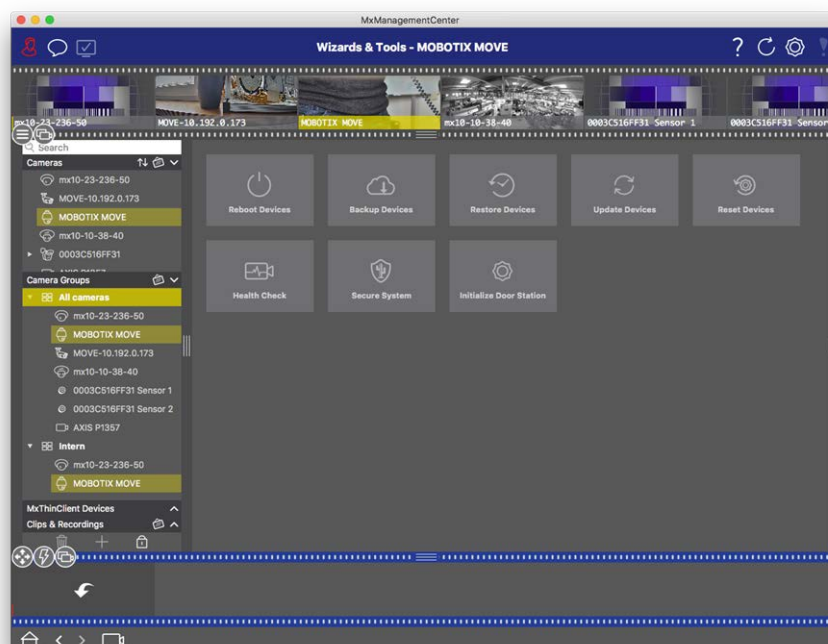 MxManagementCenter
Wizards & Tools - MOBOTIX MOVE
mx10-23-236-50
MOVE-10.192.0.173
MOBOTIX MOVE
mx10-10-38-40
0003C516FF31 Sensor 1
0003C516FF31 Sensor
Search
Cameras
mx10-23-236-50
MOVE-10.192.0.173
MOBOTIX MOVE
mx10-10-38-40
0003C516FF31
AXIS P1357
Camera Groups
All cameras
mx10-23-236-50
MOBOTIX MOVE
MOVE-10.192.0.173
mx10-10-38-40
0003C516FF31 Sensor 1
0003C516FF31 Sensor 2
AXIS P1357
Intern
mx10-23-236-50
MOBOTIX MOVE
MxThinClient Devices
Clips & Recordings
Reboot Devices
Backup Devices
Restore Devices
Update Devices
Reset Devices
Health Check
Secure System
Initialize Door Station